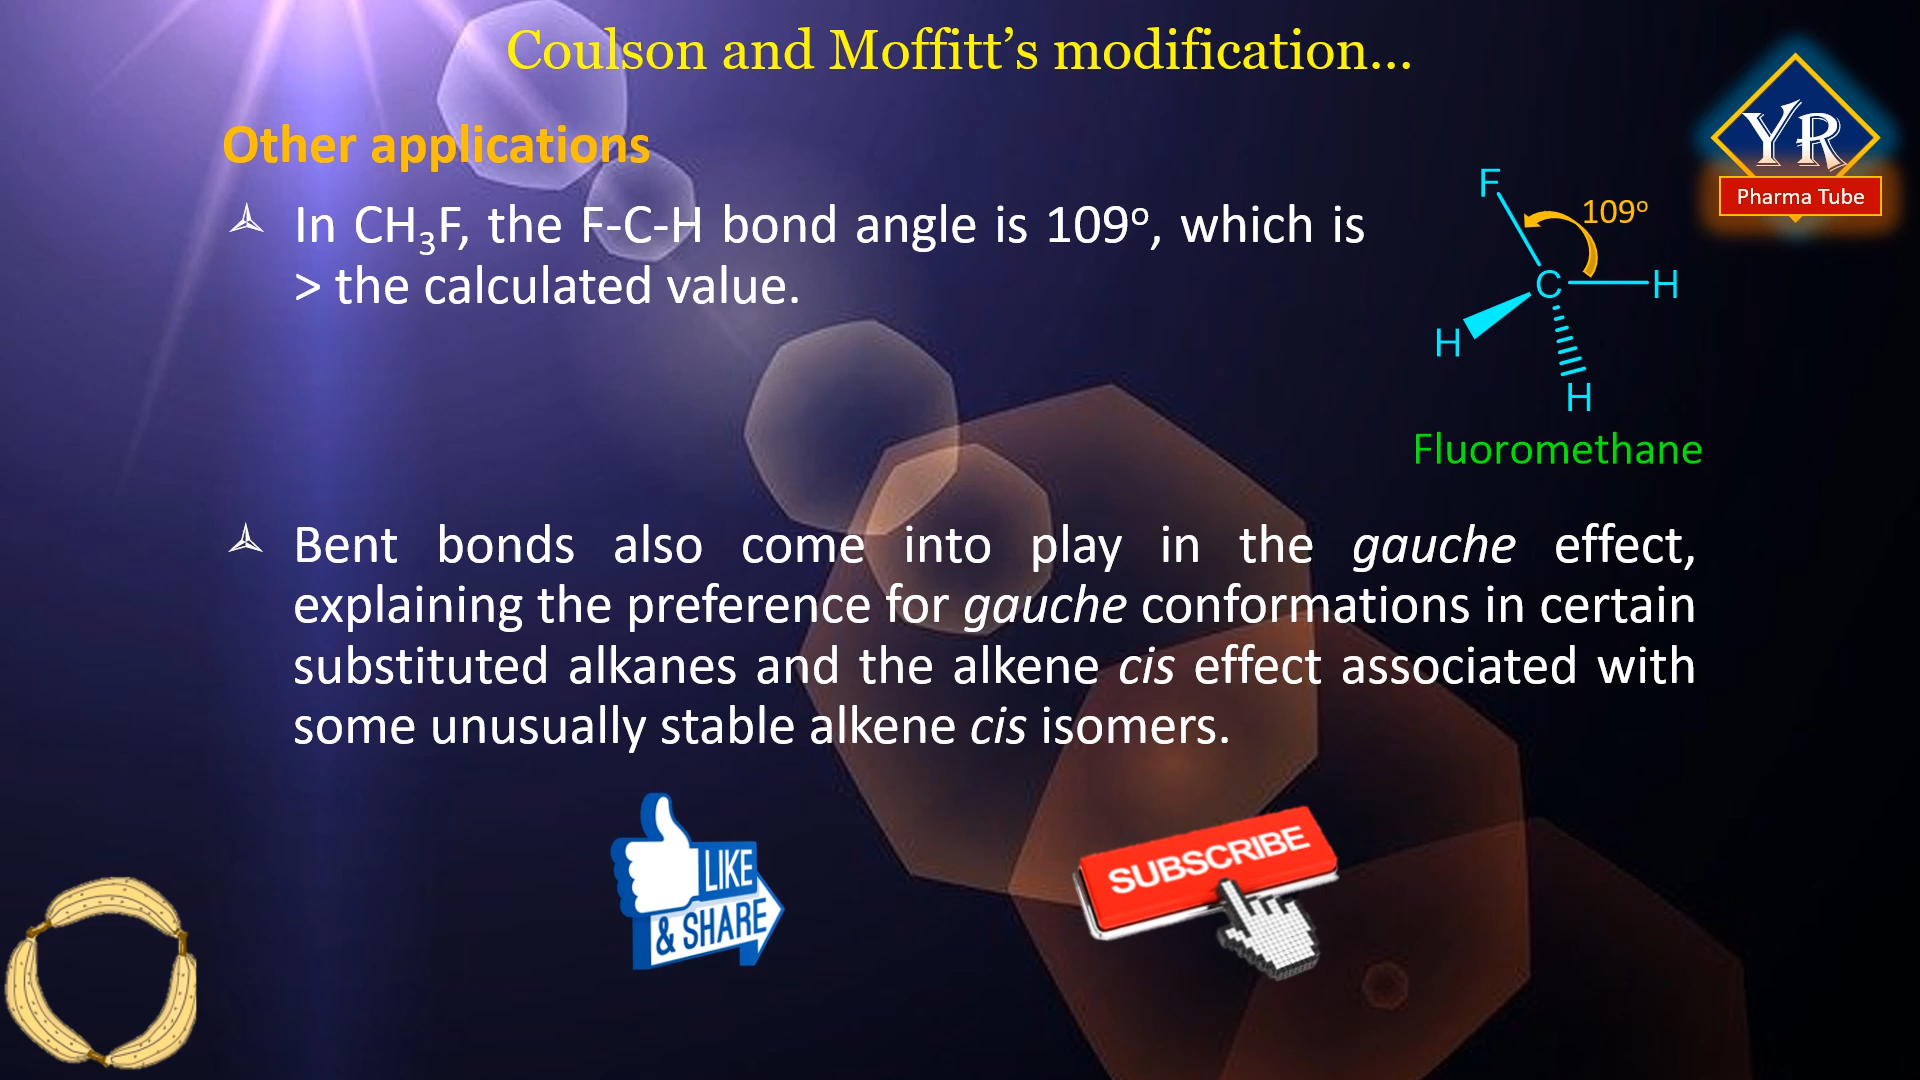 Coulson and Moffitt’s modification...
YR
Pharma Tube
Other applications
In CH₃F, the F-C-H bond angle is 109º, which is
> the calculated value.
F
109º
C
H
H
H
Fluoromethane
Bent bonds also come into play in the gauche effect,
explaining the preference for gauche conformations in certain
substituted alkanes and the alkene cis effect associated with
some unusually stable alkene cis isomers.
LIKE
& SHARE
SUBSCRIBE